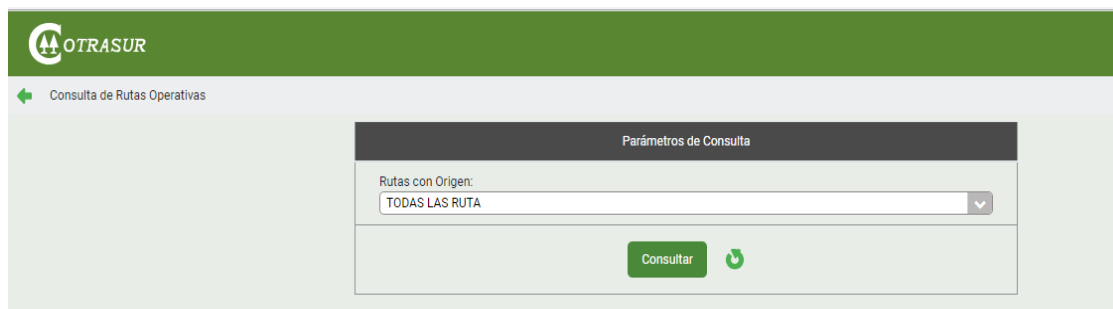 COTRASUR
Consulta de Rutas Operativas
Parámetros de Consulta
Rutas con Origen:
TODAS LAS RUTA
Consultar